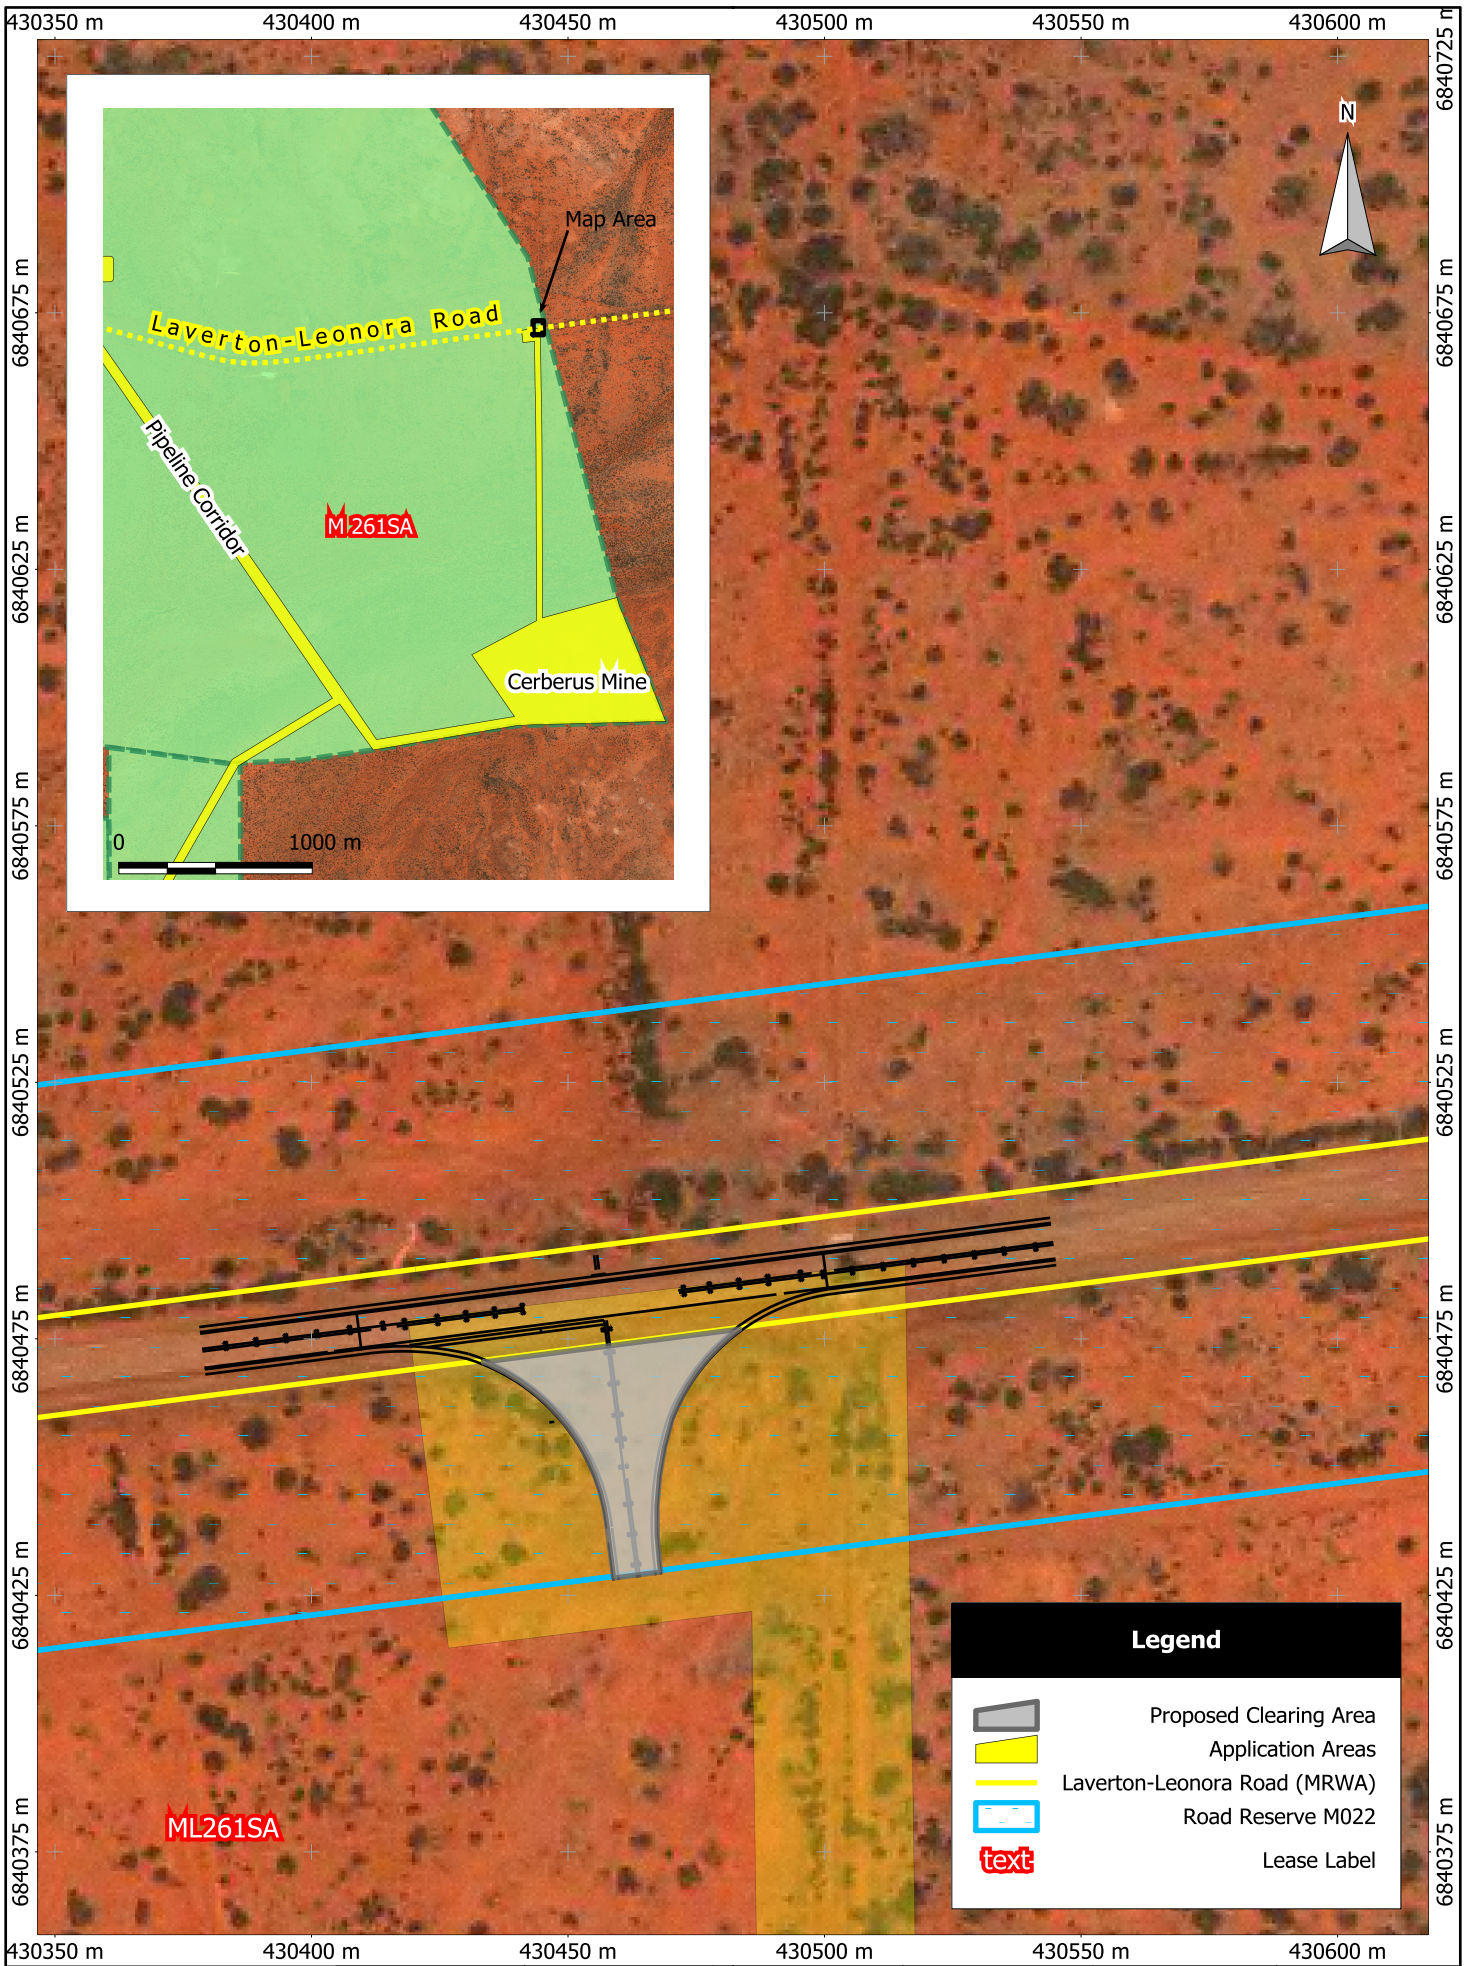 430350 m
430400 m
430450 m
430500 m
430550 m
430600 m
6840725 m
6840675 m
6840675 m
6840625 m
6840625 m
6840575 m
6840575 m
6840525 m
6840525 m
6840475 m
6840475 m
6840425 m
6840425 m
6840375 m
6840375 m
N
Map Area
Laverton-Leonora Road
Pipeline Corridor
M 261SA
Cerberus Mine
0 1000 m
ML261SA
Legend
Proposed Clearing Area
Application Areas
Laverton-Leonora Road (MRWA)
Road Reserve M022
text Lease Label
430350 m
430400 m
430450 m
430500 m
430550 m
430600 m